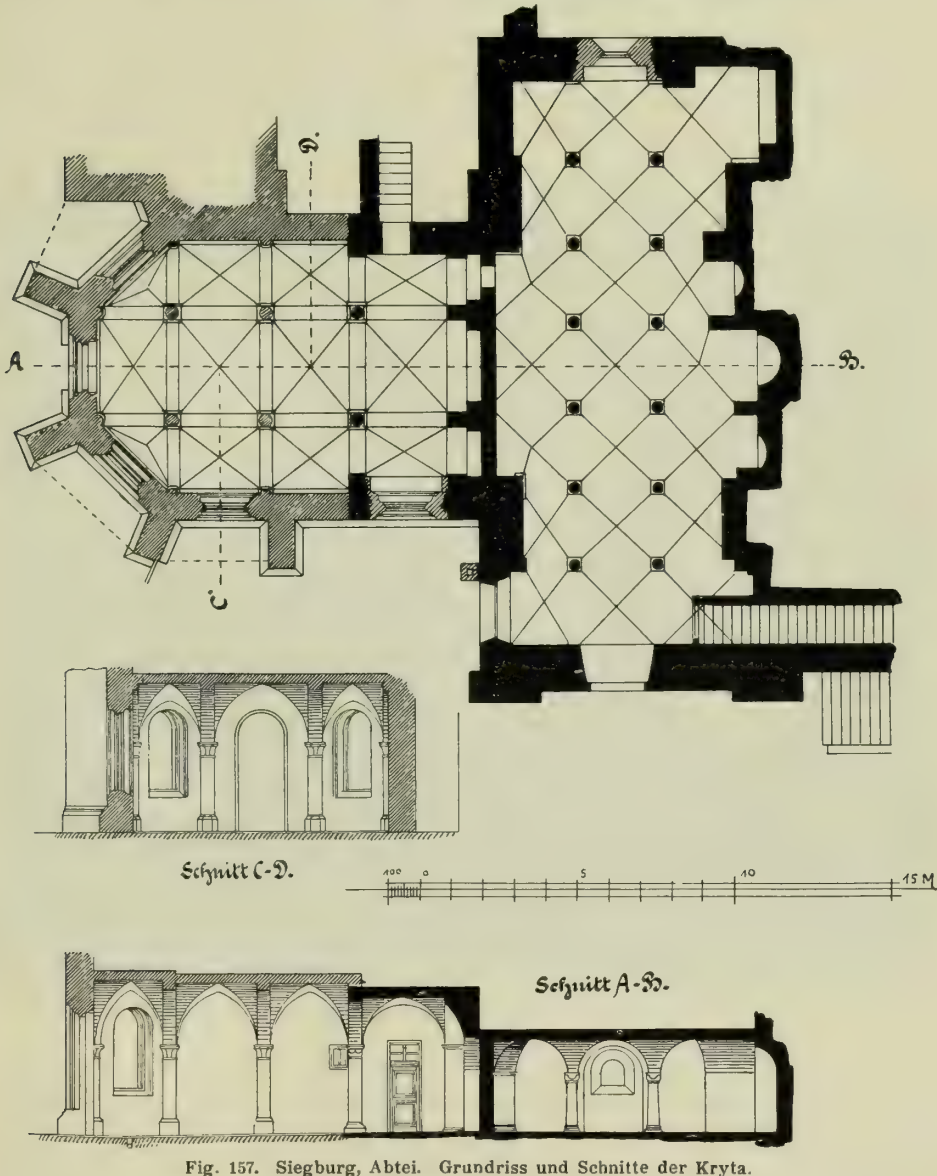 D.
A
B.
C
Schnitt C-D.
100 0 5 10 15 M
Schnitt A-B.
Fig. 157. Siegburg, Abtei. Grundriss und Schnitte der Kryta.